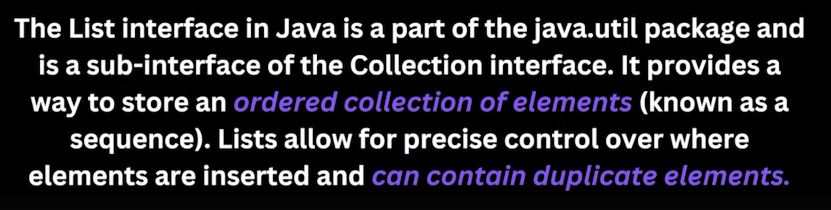 The List interface in Java is a part of the java.util package and
is a sub-interface of the Collection interface. It provides a
way to store an ordered collection of elements (known as a
sequence). Lists allow for precise control over where
elements are inserted and can contain duplicate elements.